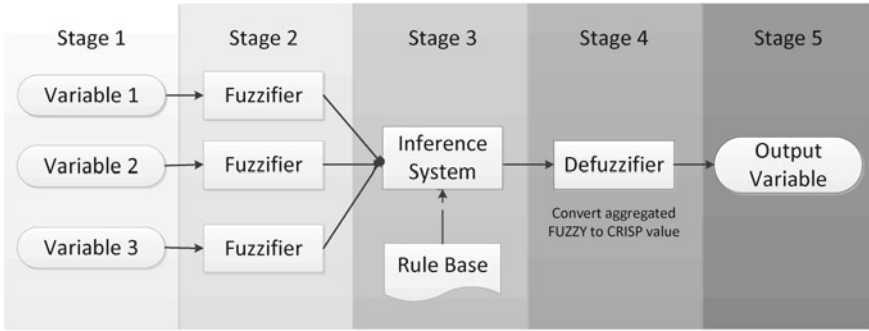 Stage 1
Stage 2
Stage 3
Stage 4
Stage 5
Variable 1
Fuzzifier
Variable 2
Fuzzifier
Variable 3
Fuzzifier
Inference
System
Rule Base
Defuzzifier
Convert aggregated
FUZZY to CRISP value
Output
Variable